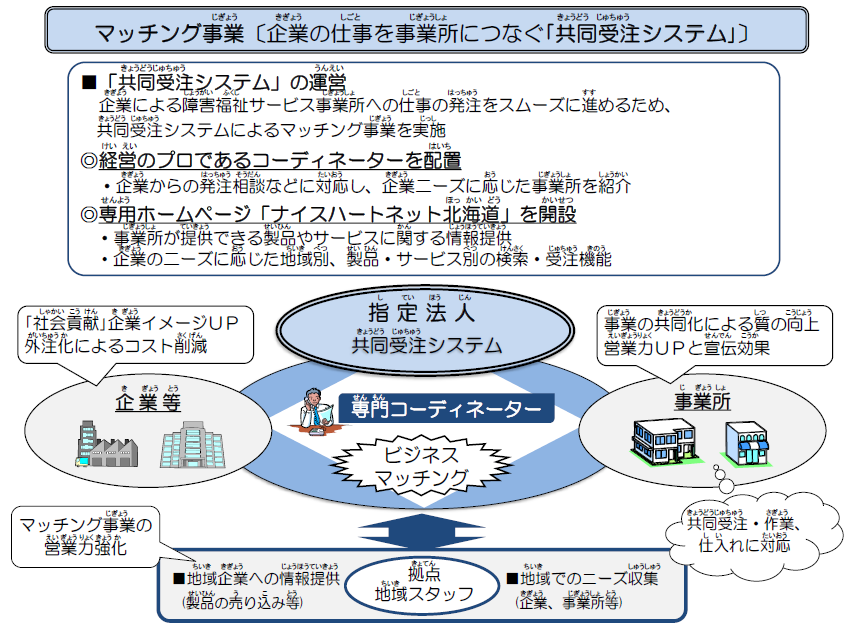 マッチング事業〔企業の仕事を事業所につなぐ「共同受注システム」〕
■「共同受注システム」の運営
企業による障害福祉サービス事業所への仕事の発注をスムーズに進めるため、
共同受注システムによるマッチング事業を実施
◎経営のプロであるコーディネーターを配置
・企業からの発注相談などに対応し、企業ニーズに応じた事業所を紹介
◎専用ホームページ「ナイスハートネット北海道」を開設
・事業所が提供できる製品やサービスに関する情報提供
・企業のニーズに応じた地域別、製品・サービス別の検索・受注機能
指定法人
共同受注システム
「社会貢献」企業イメージUP
外注化によるコスト削減
事業の共同化による質の向上
営業力UPと宣伝効果
企業等
専門コーディネーター
事業所
ビジネス
マッチング
マッチング事業の
営業力強化
共同受注・作業、
仕入れに対応
■地域企業への情報提供
(製品の売り込み等)
拠点
地域スタッフ
■地域でのニーズ収集
(企業、事業所等)